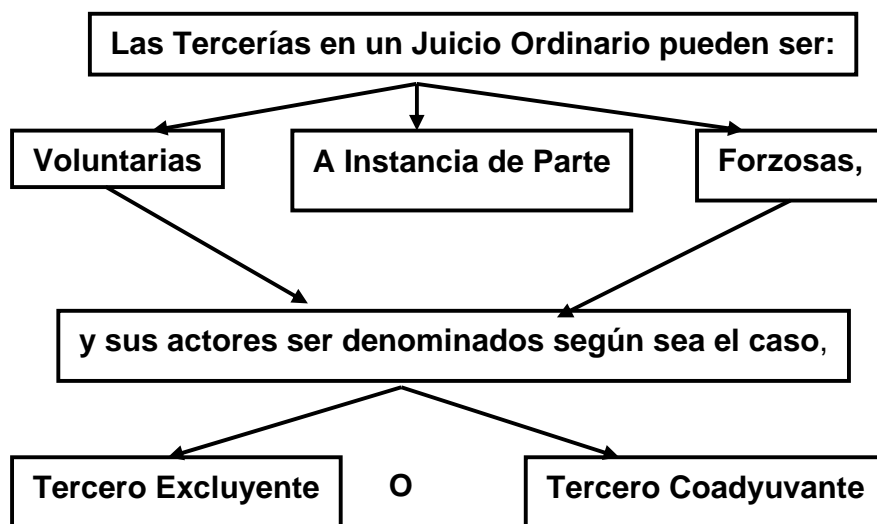 Las Tercerías en un Juicio Ordinario pueden ser:
Voluntarias
A Instancia de Parte
Forzosas,
y sus actores ser denominados según sea el caso,
Tercero Excluyente
O
Tercero Coadyuvante